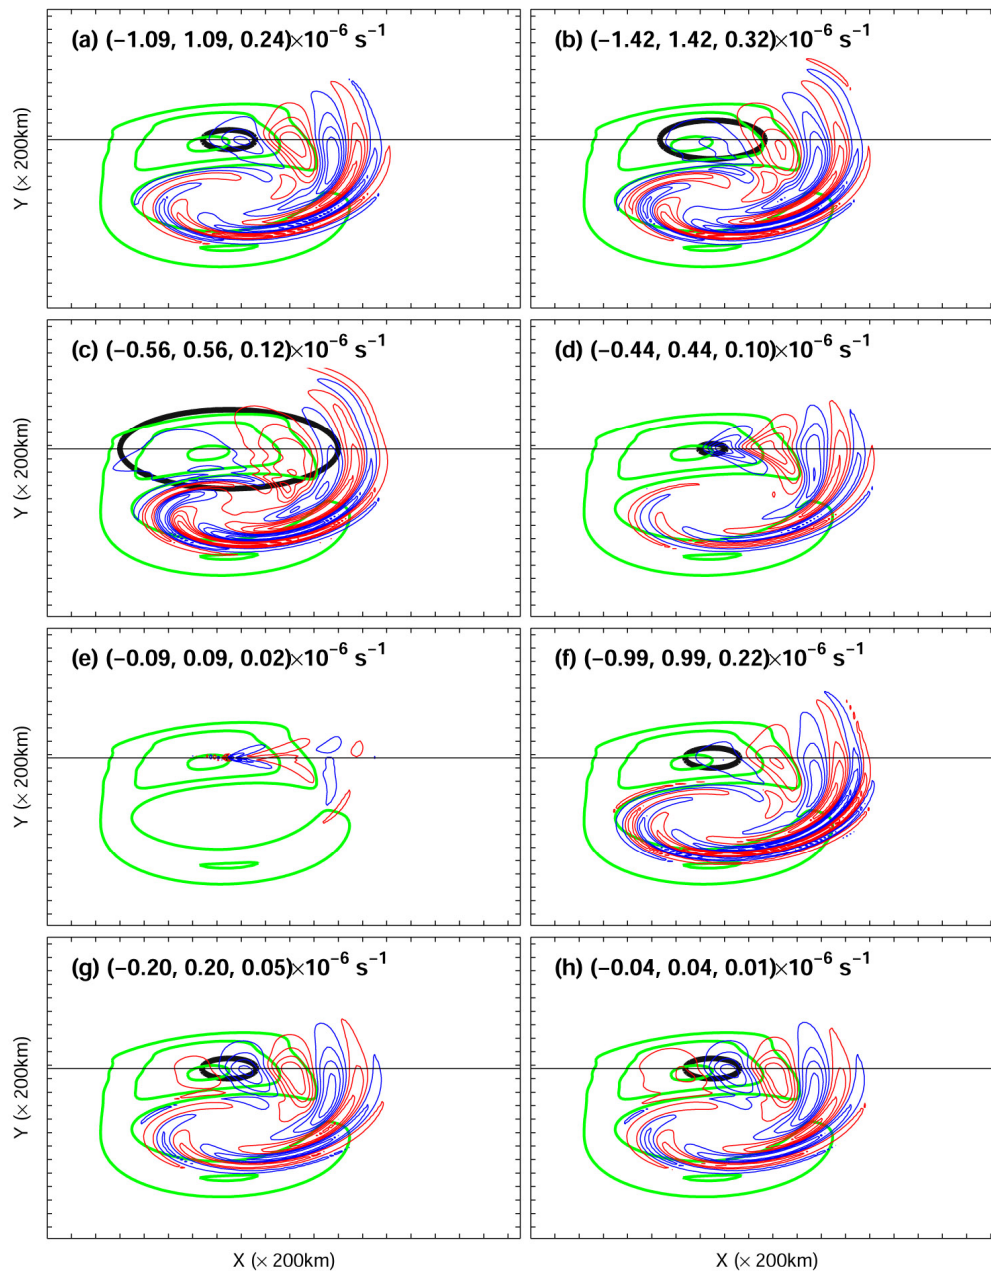 (a) (−1.09, 1.09, 0.24)×10⁻⁶ s⁻¹
(b) (−1.42, 1.42, 0.32)×10⁻⁶ s⁻¹
Y (× 200km)
(c) (−0.56, 0.56, 0.12)×10⁻⁶ s⁻¹
(d) (−0.44, 0.44, 0.10)×10⁻⁶ s⁻¹
Y (× 200km)
(e) (−0.09, 0.09, 0.02)×10⁻⁶ s⁻¹
(f) (−0.99, 0.99, 0.22)×10⁻⁶ s⁻¹
Y (× 200km)
(g) (−0.20, 0.20, 0.05)×10⁻⁶ s⁻¹
(h) (−0.04, 0.04, 0.01)×10⁻⁶ s⁻¹
Y (× 200km)
X (× 200km)
X (× 200km)